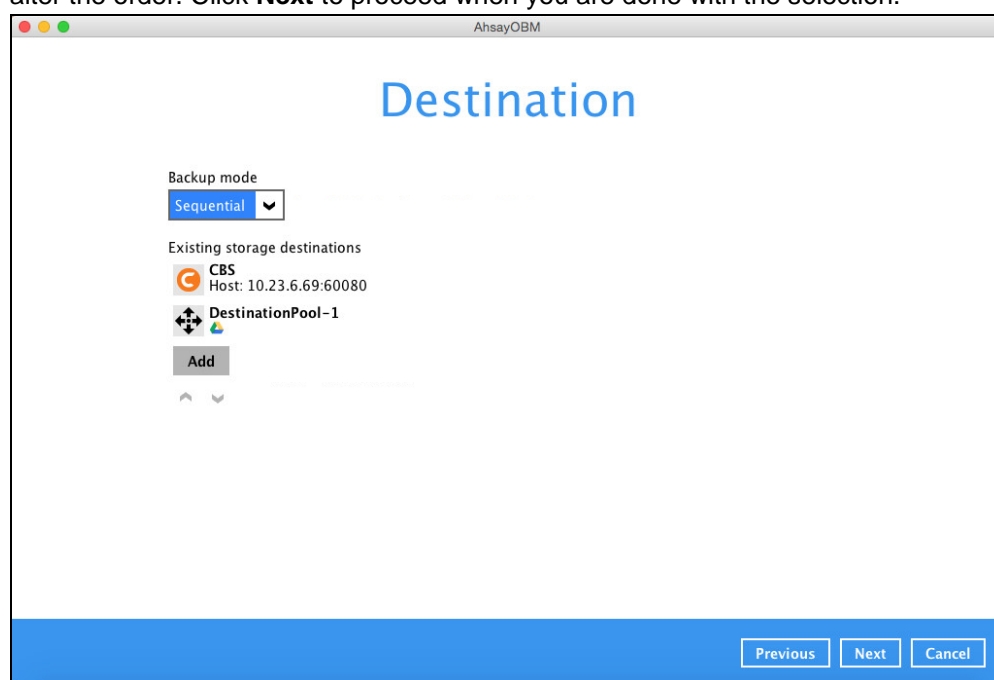 after the order. Click Next to proceed when you are done with the selection.
AhsayOBM
Destination
Backup mode
Sequential
Existing storage destinations
CBS
Host: 10.23.6.69:60080
DestinationPool-1
Add
Previous Next Cancel